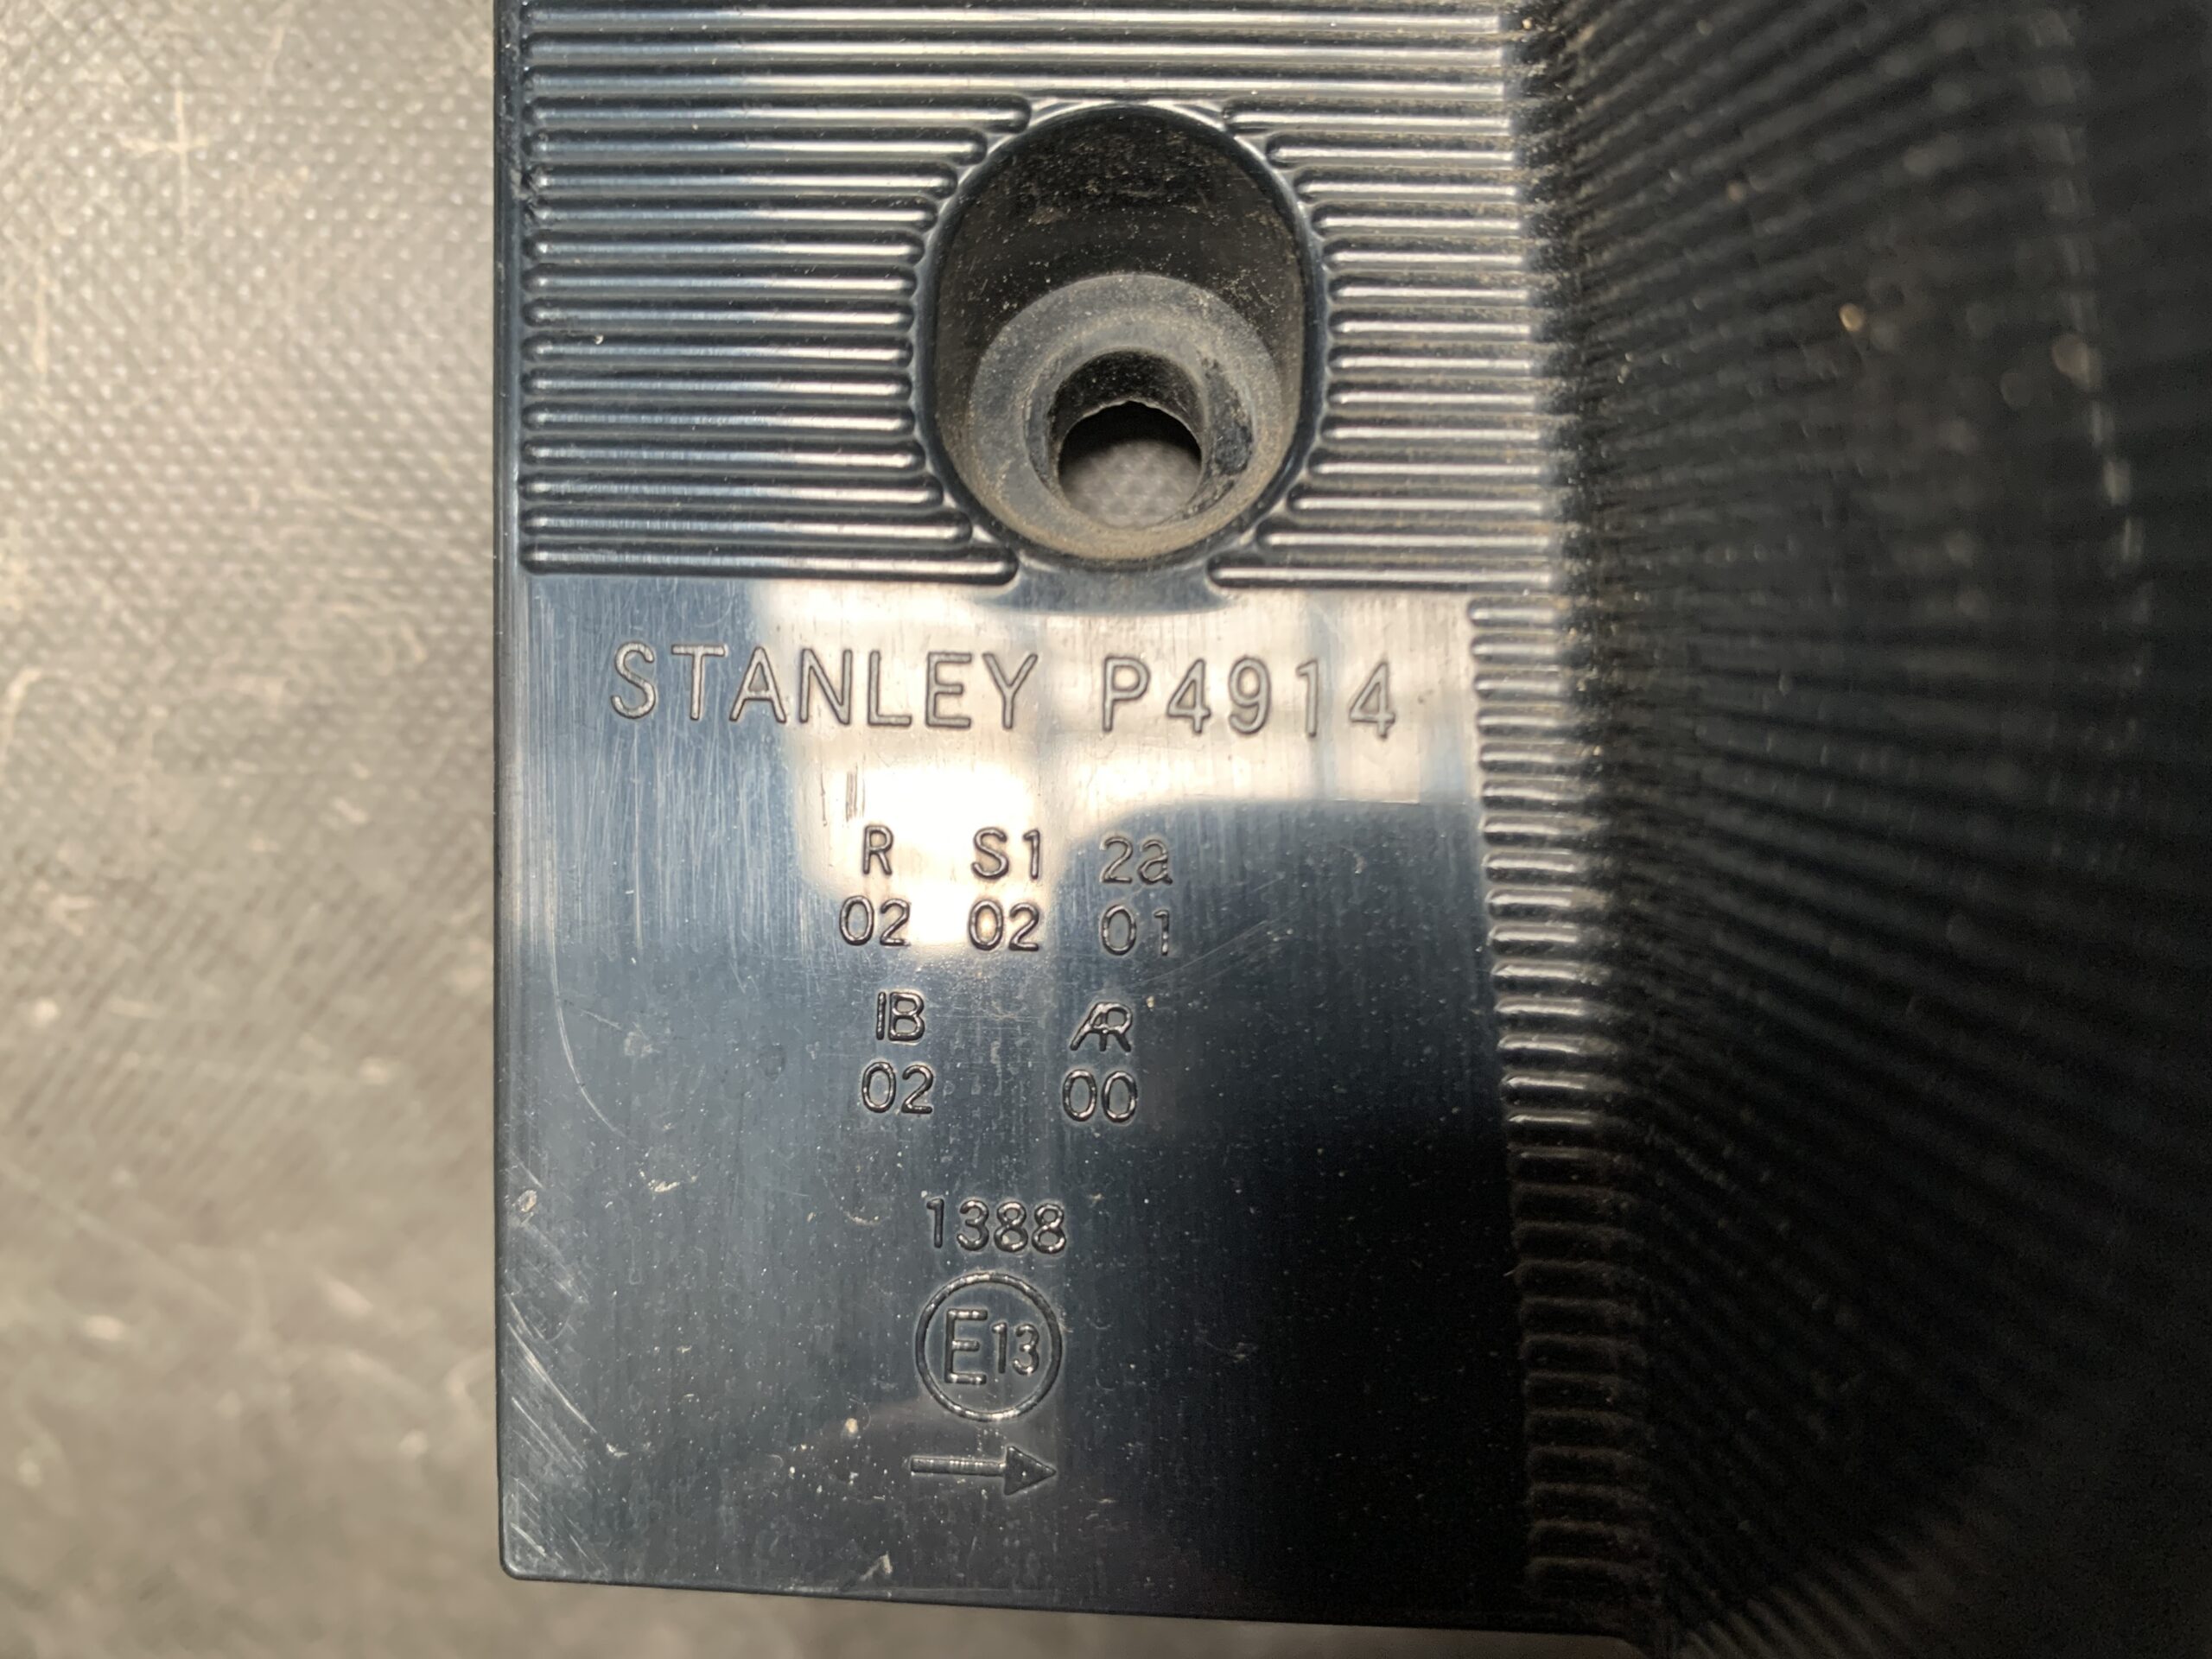 STANLEY P4914
R S1 2a
02 02 01
IB AR
02 00
1388
E13
→